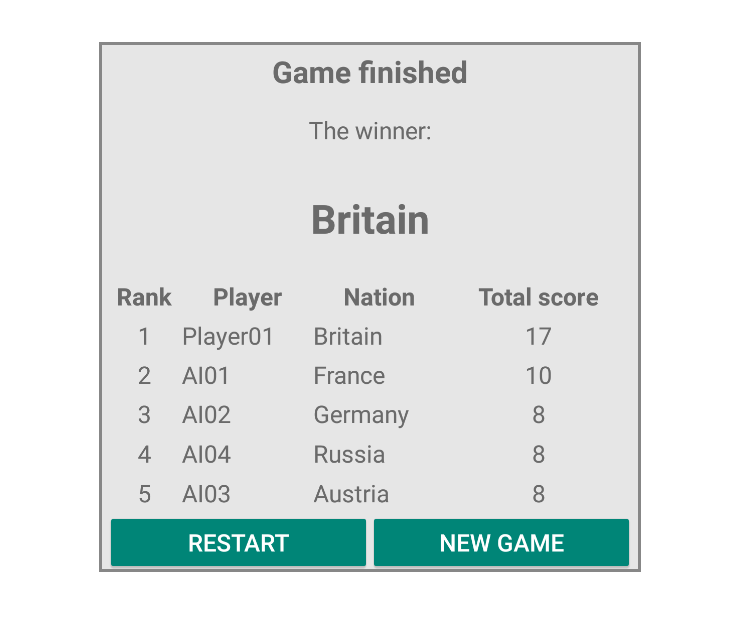 Game finished
The winner:
Britain
Rank Player Nation Total score
1 Player01 Britain 17
2 AI01 France 10
3 AI02 Germany 8
4 AI04 Russia 8
5 AI03 Austria 8
RESTART NEW GAME